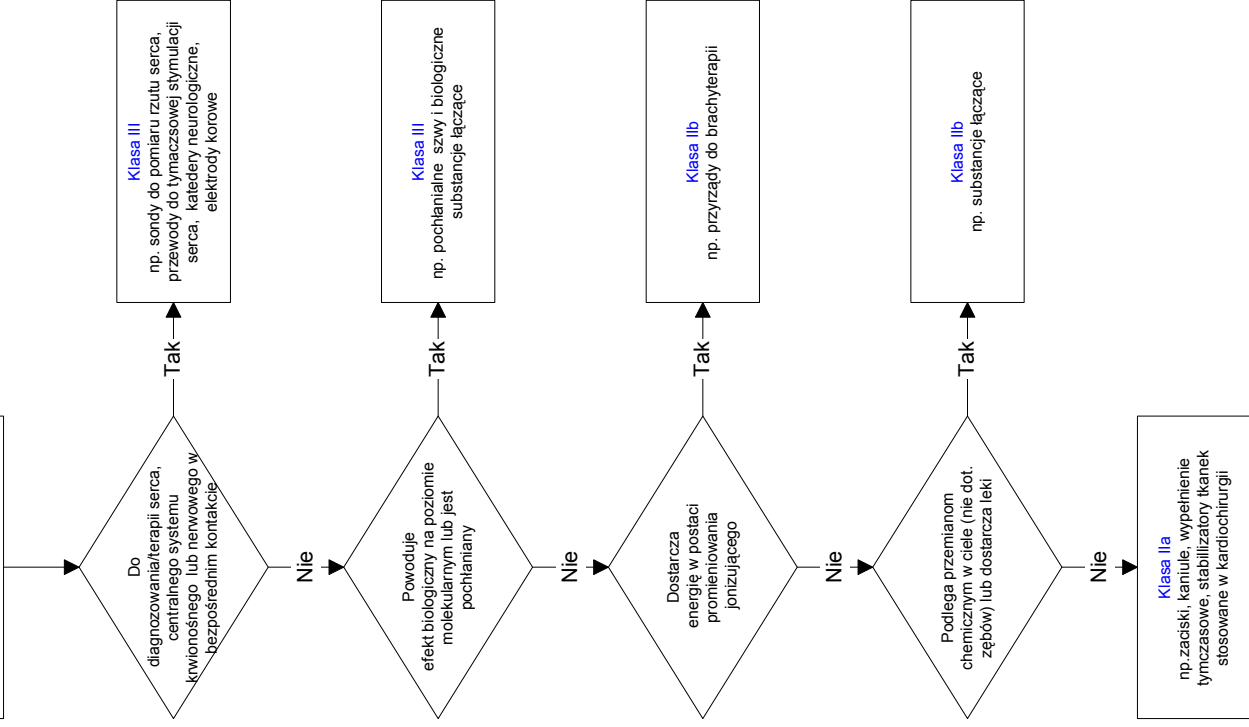 Do
diagnozowania/terapii serca,
centralnego systemu
krwionośnego lub nerwowego w
bezpośrednim kontakcie
Tak
Klasa III
np. sondy do pomiaru rzutu serca,
przewody do tymaczsowej stymulacji
serca, katedery neurologiczne,
elektrody korowe
Nie
Powoduje
efekt biologiczny na poziomie
molekularnym lub jest
pochłaniany
Tak
Klasa III
np. pochłanialne szwy i biologiczne
substancje łączące
Nie
Dostarcza
energię w postaci
promieniowania
jonizującego
Tak
Klasa IIb
np. przyrządy do brachyterapii
Nie
Podlega przemianom
chemicznym w ciele (nie dot.
zębów) lub dostarcza leki
Tak
Klasa IIb
np. substancje łączące
Nie
Klasa IIa
np.zaciski, kaniule, wypełnienie
tymczasowe, stabillizatory tkanek
stosowane w kardiochirurgii